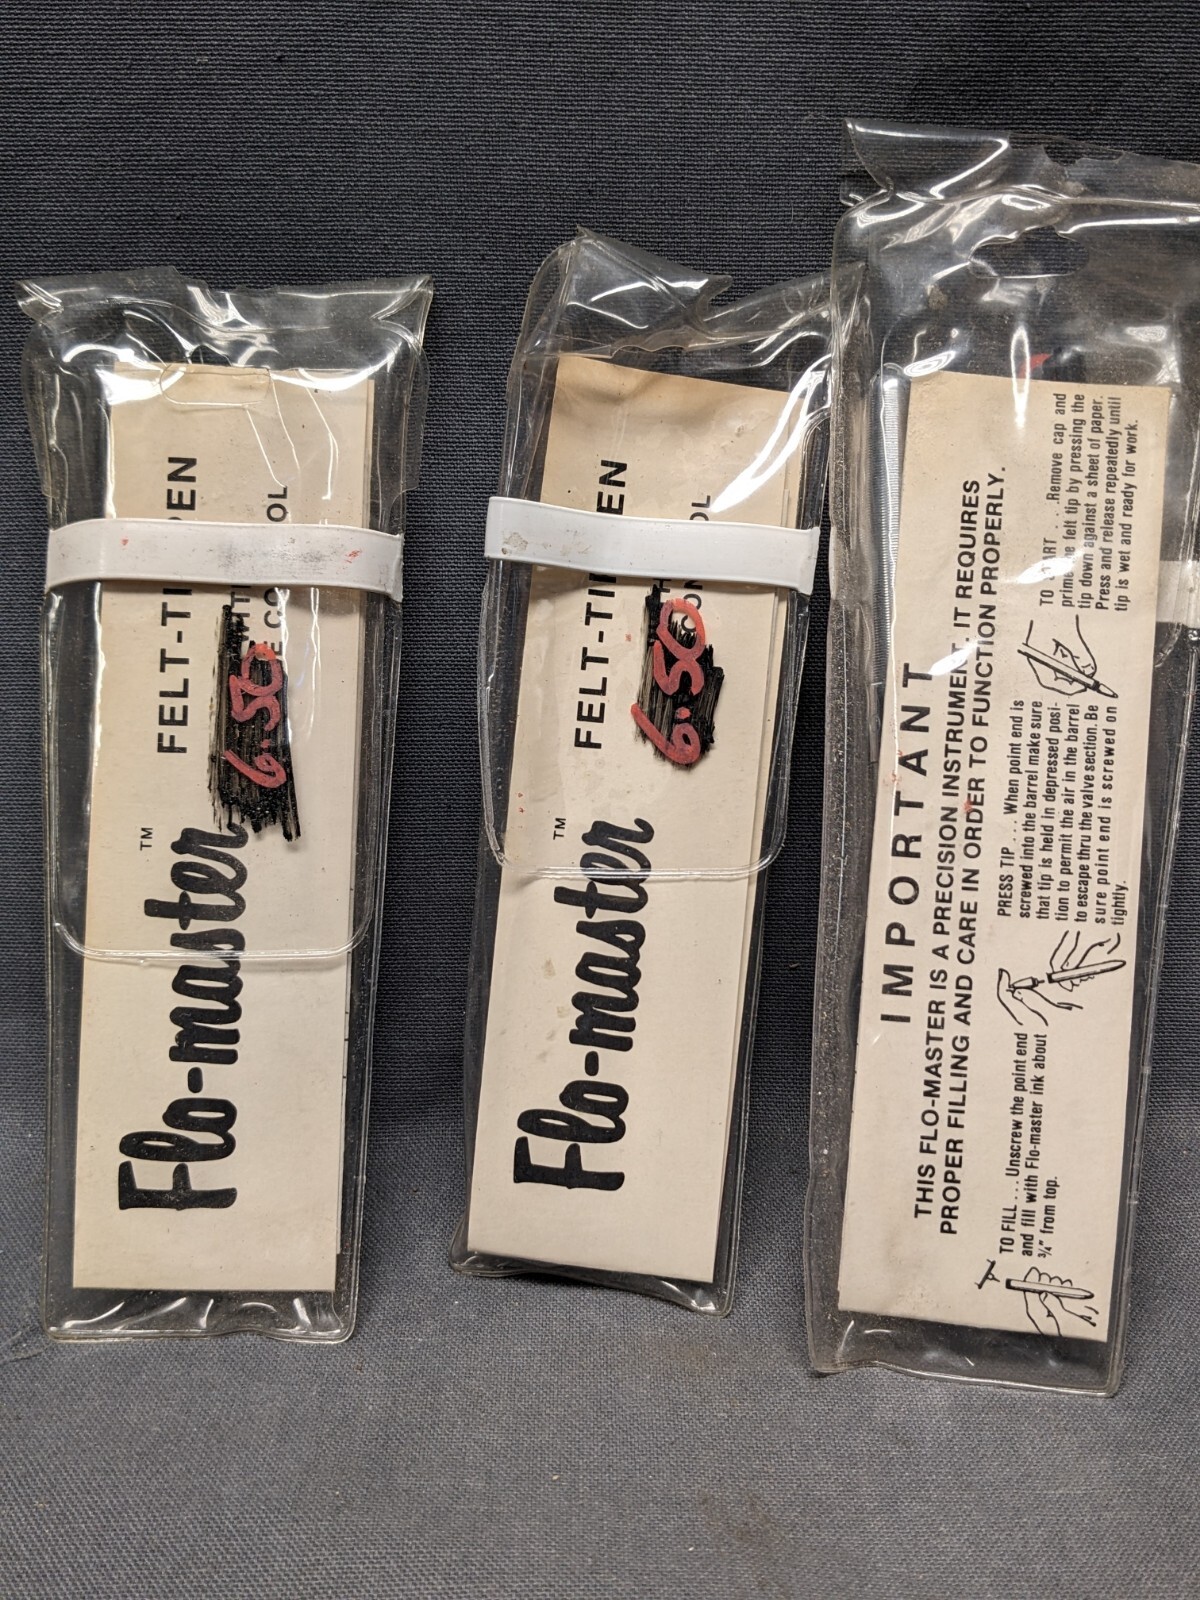 Flo-master
TM
FELT-TI
EN
6.50
Flo-master
TM
FELT-TI
EN
6.50
IMPORTANT
THIS FLO-MASTER IS A PRECISION INSTRUMENT. IT REQUIRES
PROPER FILLING AND CARE IN ORDER TO FUNCTION PROPERLY.
TO FILL . . . Unscrew the point end
and fill with Flo-master ink about
3/4" from top.
PRESS TIP . . . When point end is
screwed into the barrel make sure
that tip is held in depressed posi-
tion to permit the air in the barrel
to escape thru the valve section. Be
sure point end is screwed on
tightly.
TO START . . . Remove cap and
prime the felt tip by pressing the
tip down against a sheet of paper.
Press and release repeatedly until
tip is wet and ready for work.